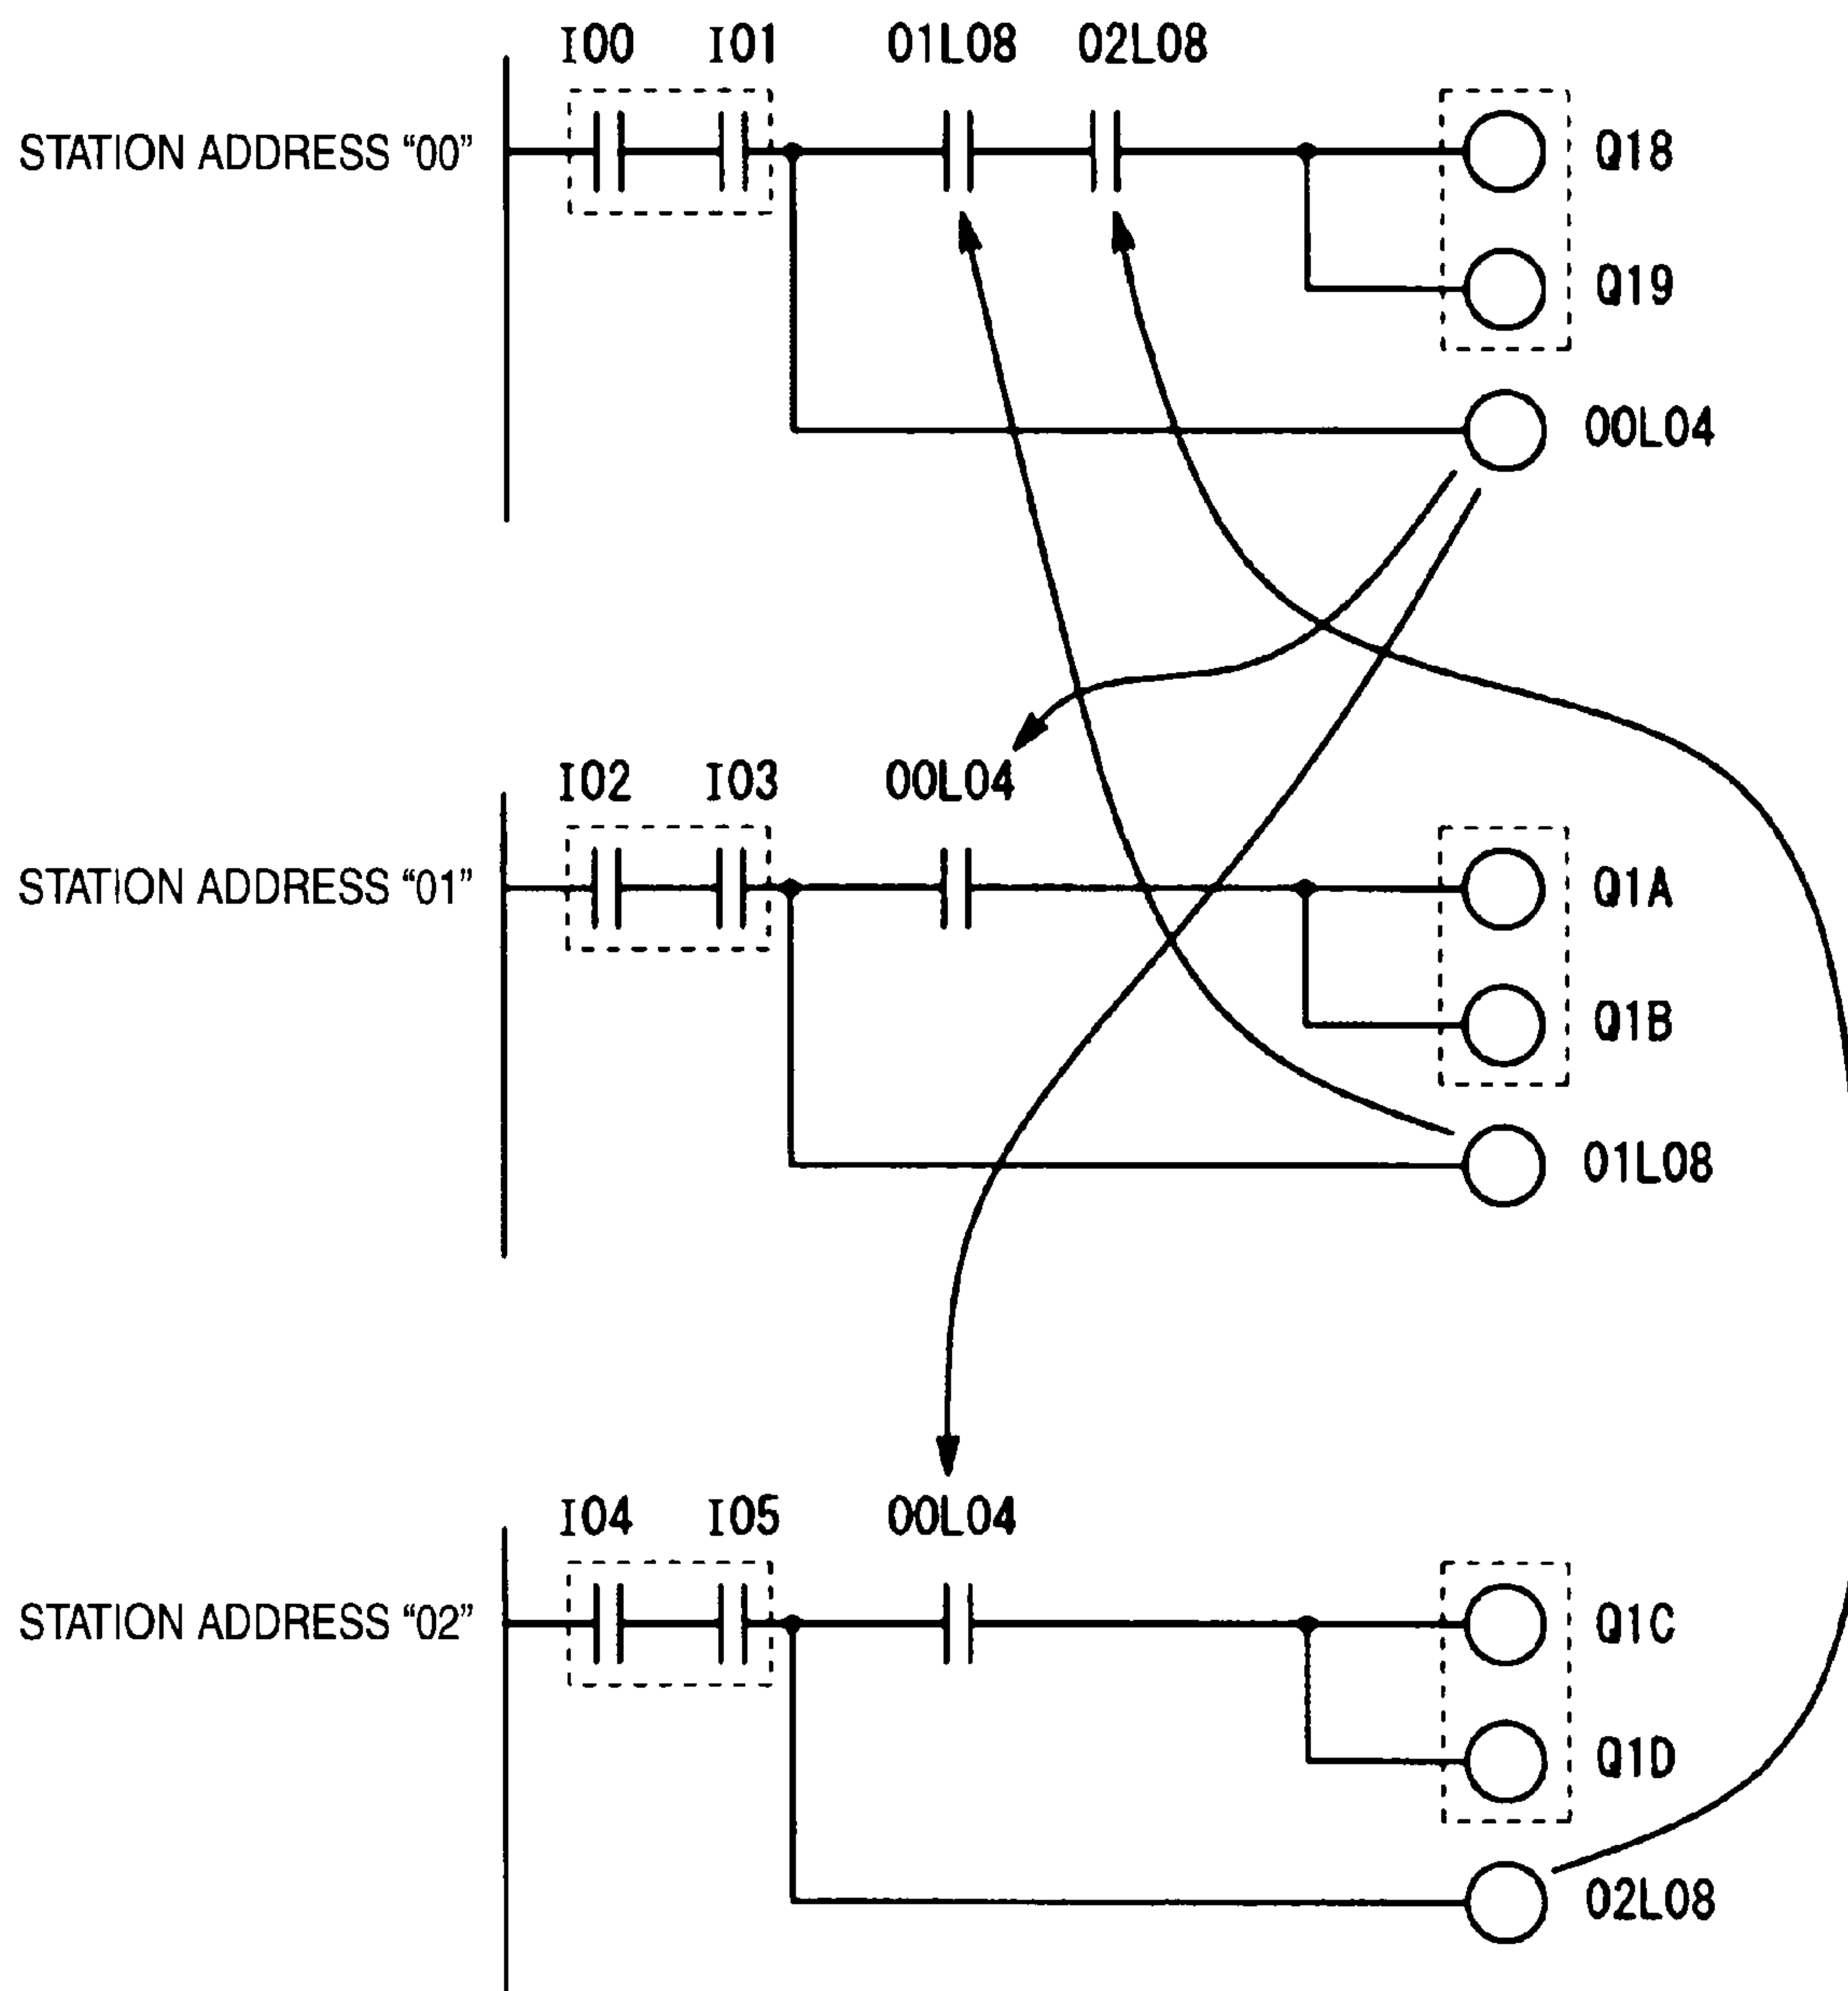 I00 I01 01L08 02L08
STATION ADDRESS “00”
Q18
Q19
00L04
I02 I03 00L04
STATION ADDRESS “01”
Q1A
Q1B
01L08
I04 I05 00L04
STATION ADDRESS “02”
Q1C
Q1D
02L08